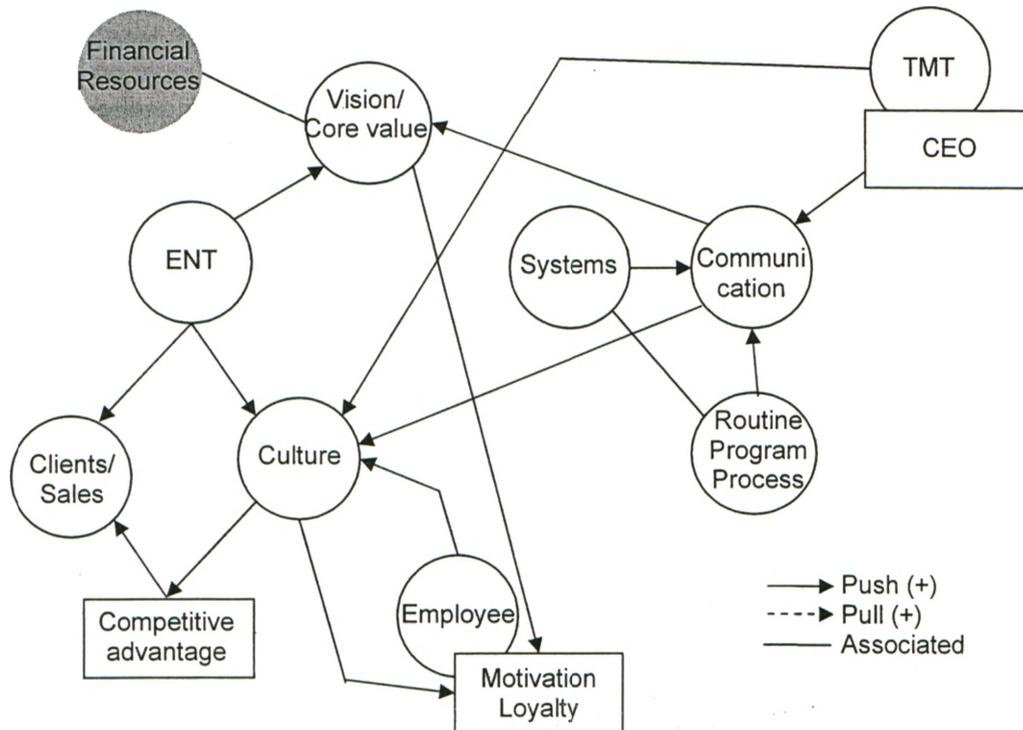 Financial
Resources
Vision/
Core value
TMT
CEO
ENT
Systems
Communi
cation
Clients/
Sales
Culture
Routine
Program
Process
Employee
Competitive
advantage
Motivation
Loyalty
Push (+)
Pull (+)
Associated